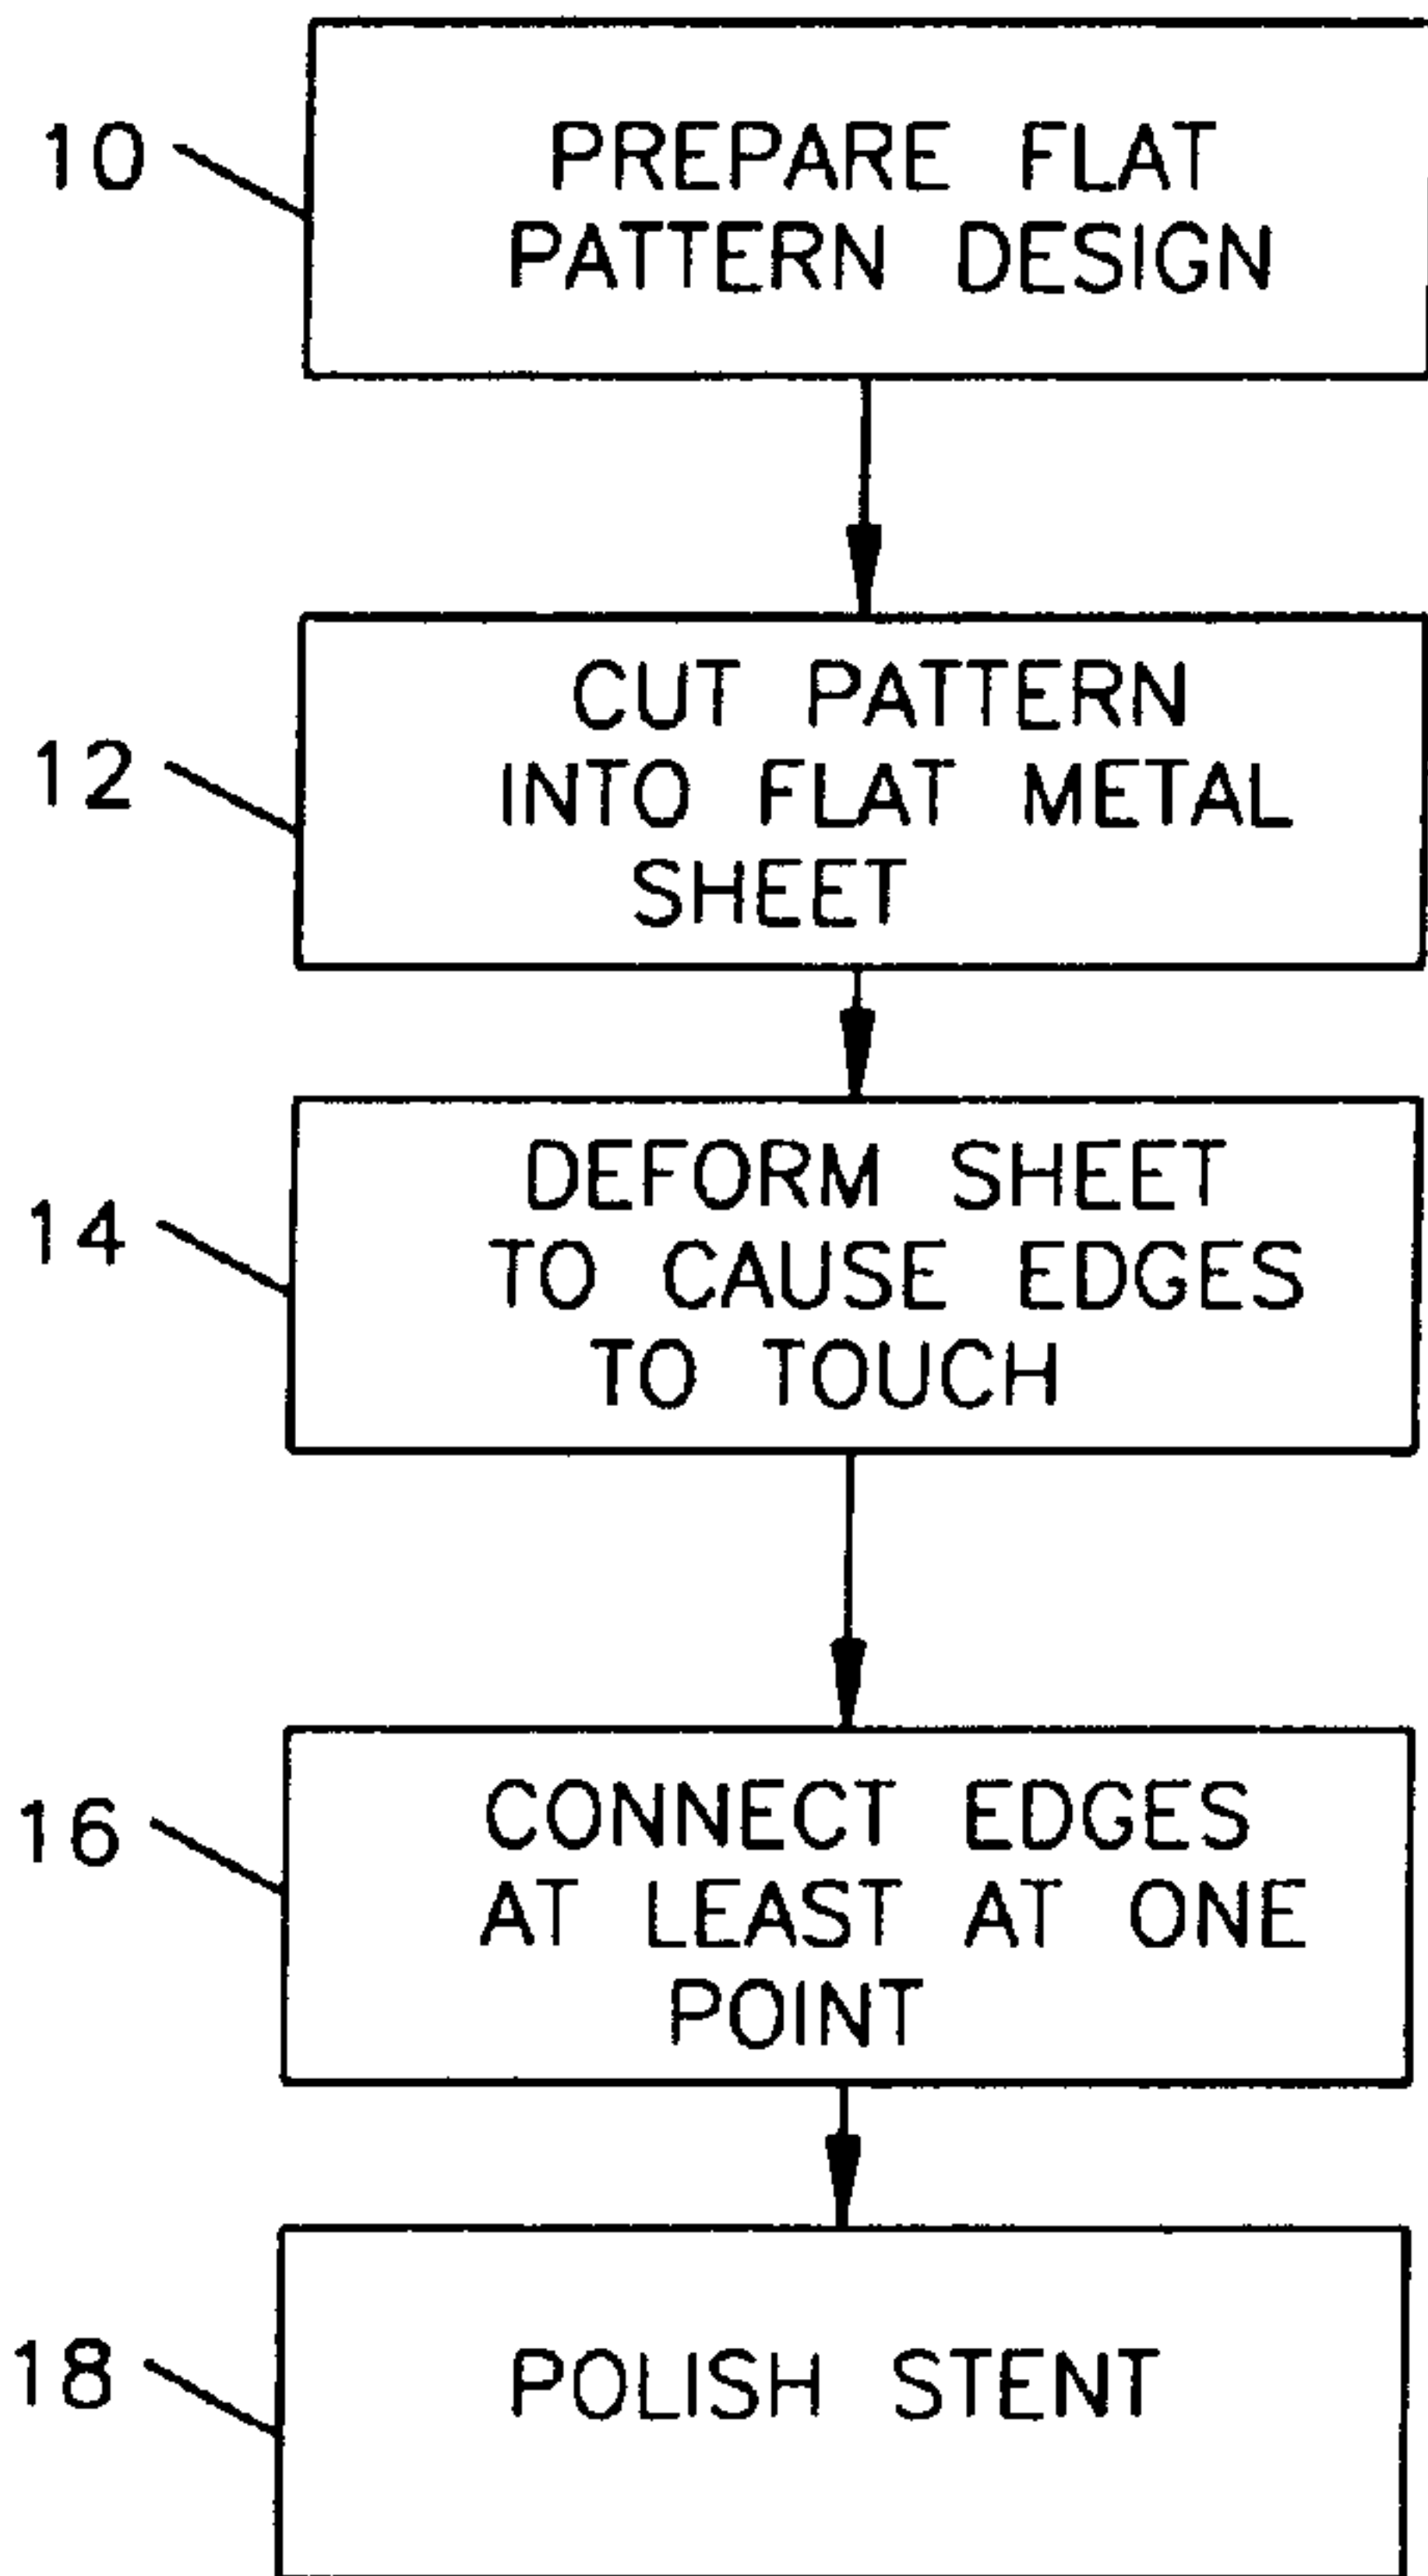 10
PREPARE FLAT
PATTERN DESIGN
12
CUT PATTERN
INTO FLAT METAL
SHEET
14
DEFORM SHEET
TO CAUSE EDGES
TO TOUCH
16
CONNECT EDGES
AT LEAST AT ONE
POINT
18
POLISH STENT